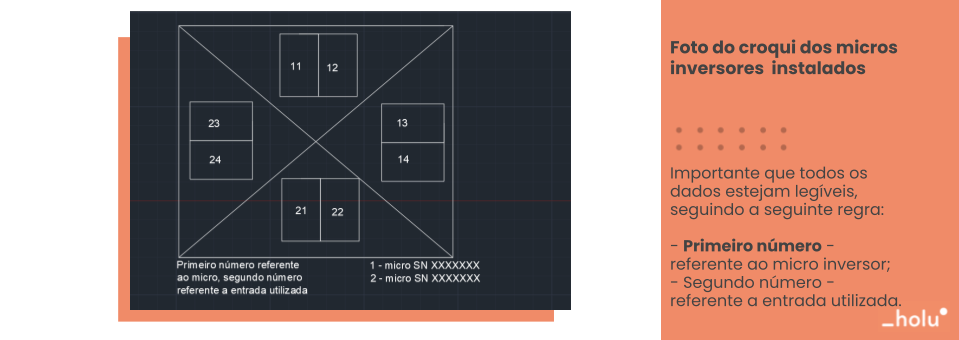 11 12
23
13
24
14
21 22
Primeiro número referente
ao micro, segundo número
referente a entrada utilizada
1 - micro SN XXXXXXX
2 - micro SN XXXXXXX
Foto do croqui dos micros
inversores instalados
Importante que todos os
dados estejam legíveis,
seguindo a seguinte regra:
- Primeiro número -
referente ao micro inversor;
- Segundo número -
referente a entrada utilizada.
_holu